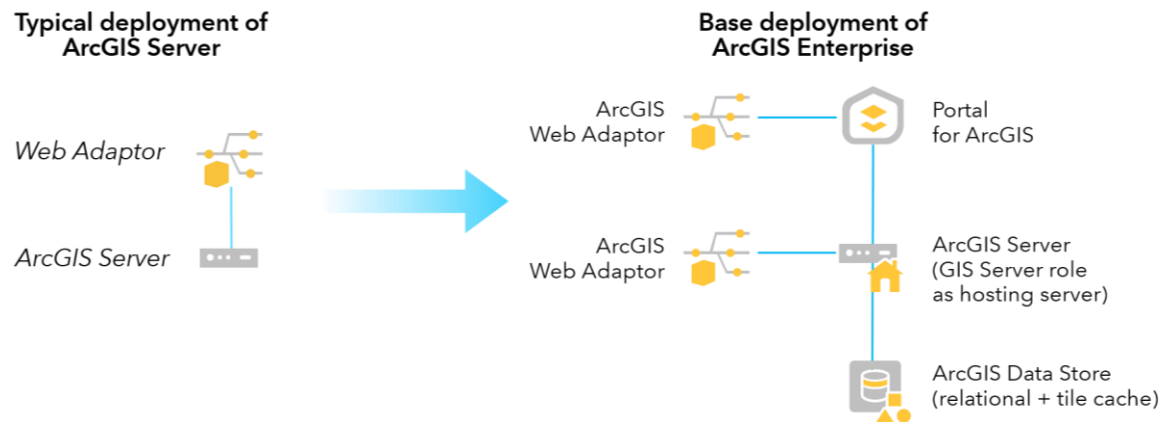 Typical deployment of
ArcGIS Server
Web Adaptor
ArcGIS Server
Base deployment of
ArcGIS Enterprise
ArcGIS
Web Adaptor
Portal
for ArcGIS
ArcGIS
Web Adaptor
ArcGIS Server
(GIS Server role
as hosting server)
ArcGIS Data Store
(relational + tile cache)